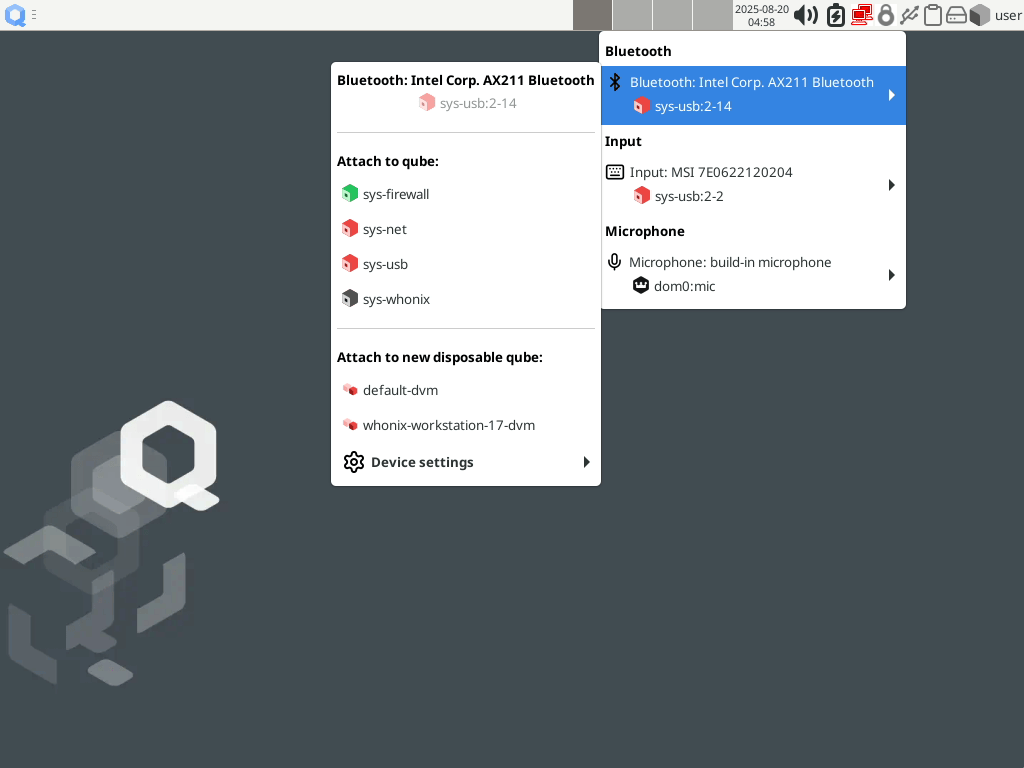 2025-08-20
04:58
user
Bluetooth
Bluetooth: Intel Corp. AX211 Bluetooth
sys-usb:2-14
Input
Input: MSI 7E0622120204
sys-usb:2-2
Microphone
Microphone: build-in microphone
dom0:mic
Bluetooth: Intel Corp. AX211 Bluetooth
sys-usb:2-14
Attach to qube:
sys-firewall
sys-net
sys-usb
sys-whonix
Attach to new disposable qube:
default-dvm
whonix-workstation-17-dvm
Device settings